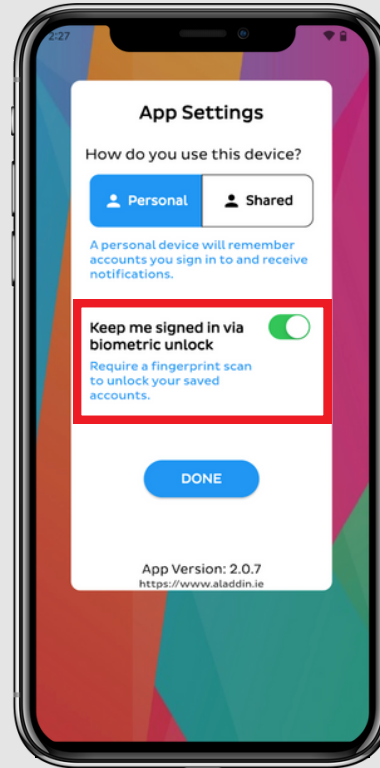 2:27
App Settings
How do you use this device?
Personal
Shared
A personal device will remember
accounts you sign in to and receive
notifications.
Keep me signed in via
biometric unlock
Require a fingerprint scan
to unlock your saved
accounts.
DONE
App Version: 2.0.7
https://www.aladdin.ie